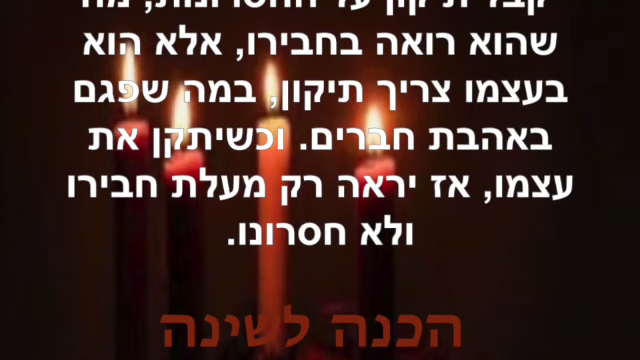 שהוא רואה בחבירו, אלא הוא
בעצמו צריך תיקון, במה שפגם
באהבת חברים. וכשיתקן את
עצמו, אז יראה רק מעלת חבירו
ולא חסרונו.
הכנה לשינה